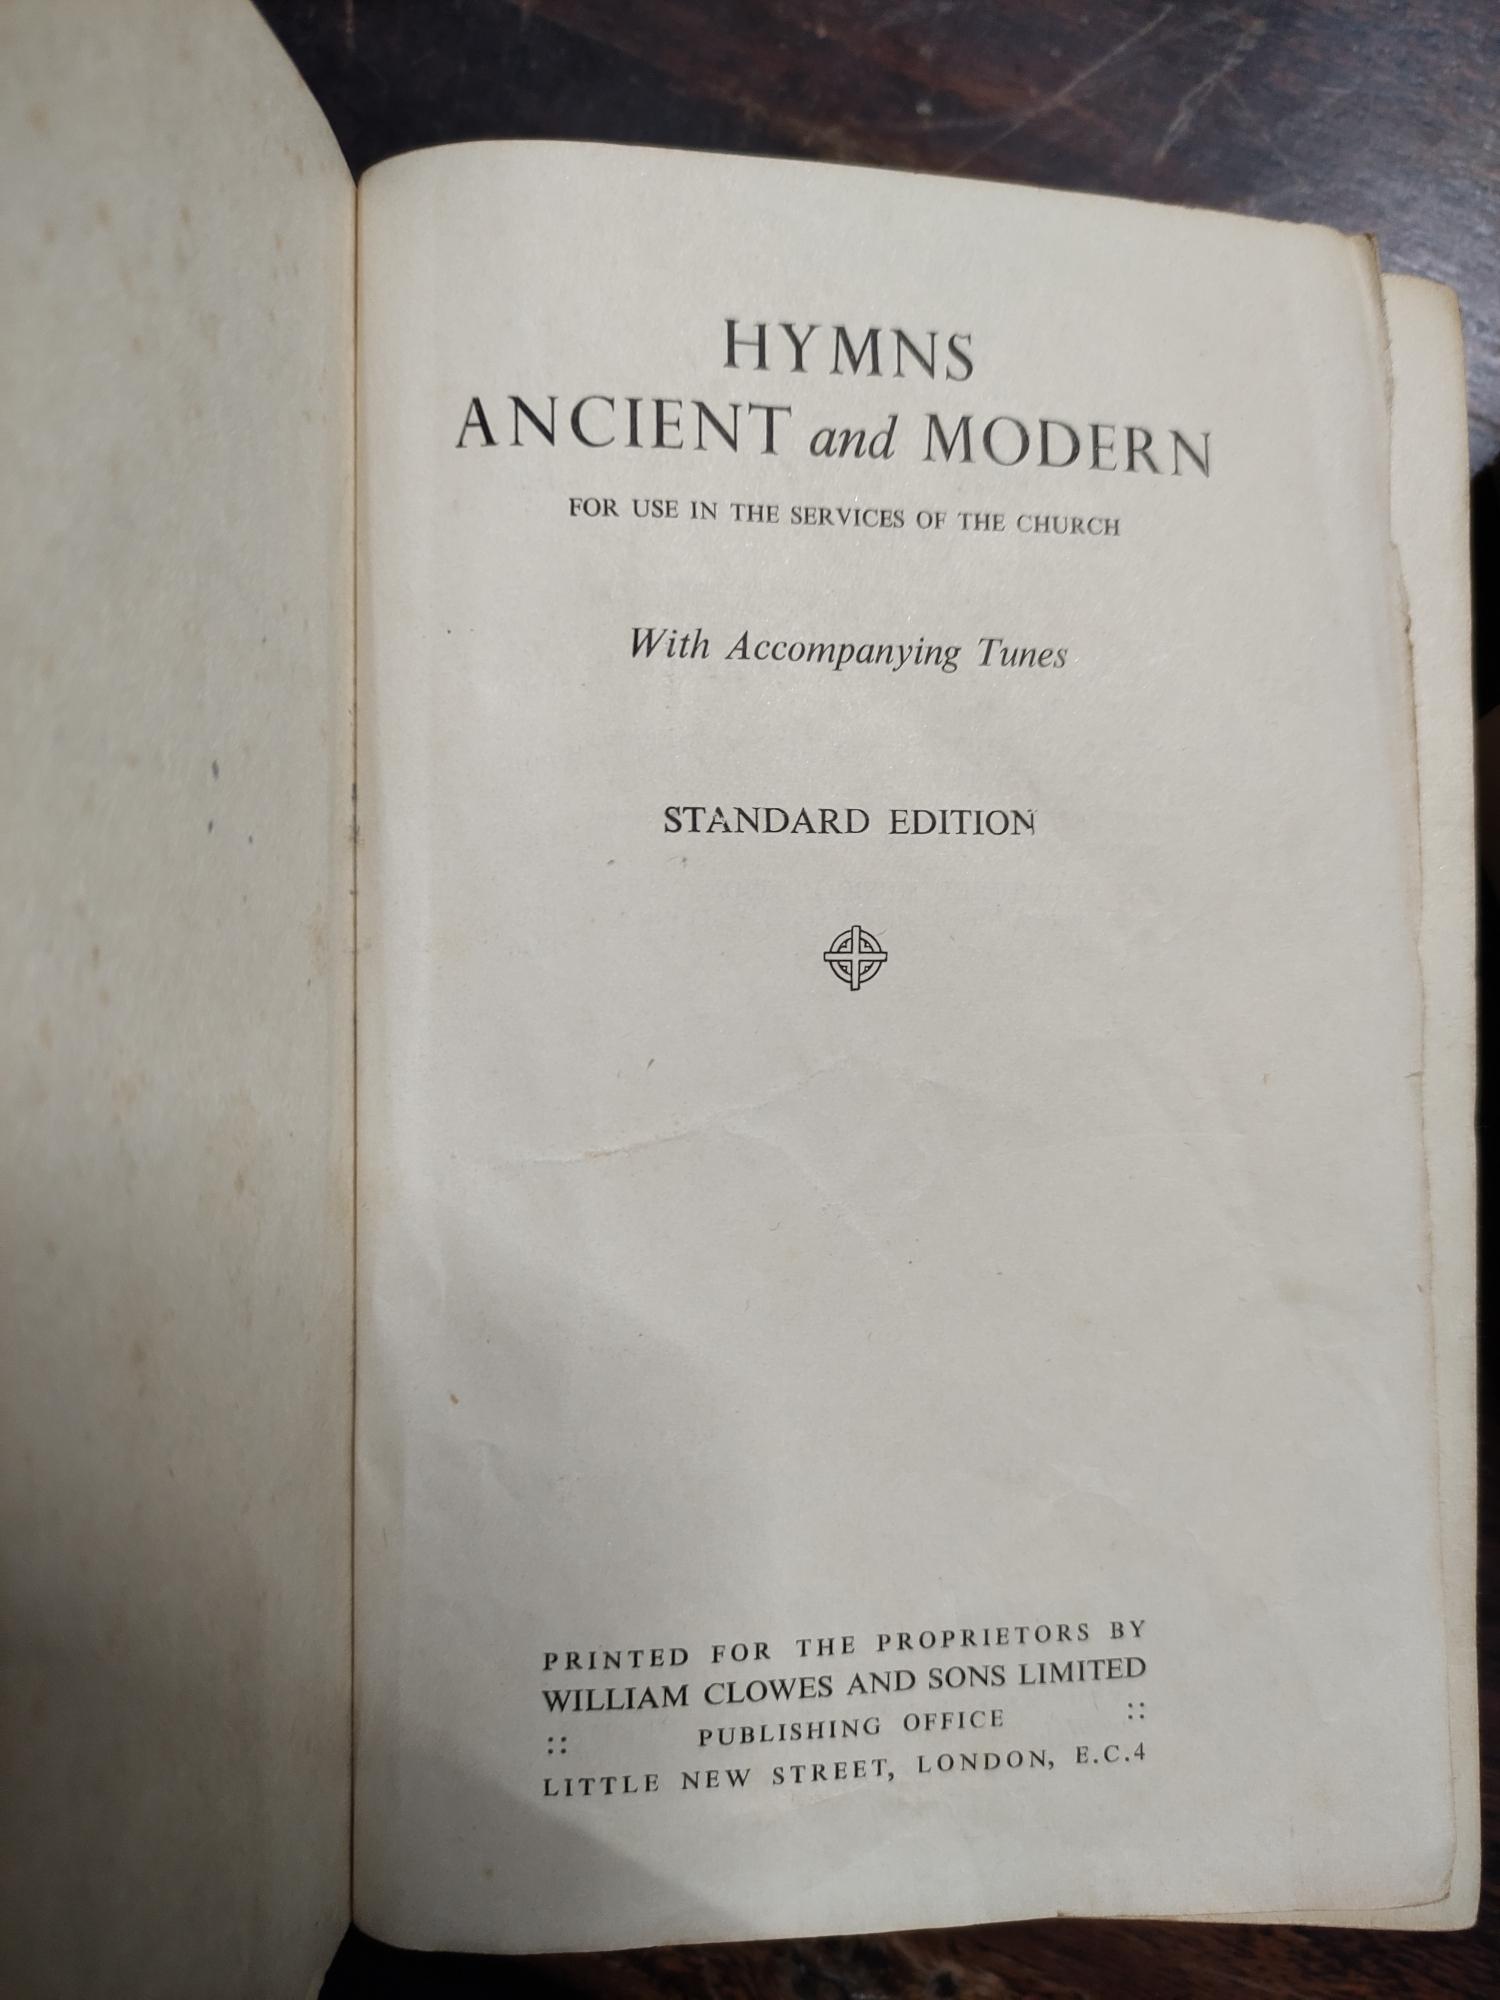 HYMNS
ANCIENT and MODERN
FOR USE IN THE SERVICES OF THE CHURCH
With Accompanying Tunes
STANDARD EDITION
PRINTED FOR THE PROPRIETORS BY
WILLIAM CLOWES AND SONS LIMITED
:: PUBLISHING OFFICE ::
LITTLE NEW STREET, LONDON, E.C.4